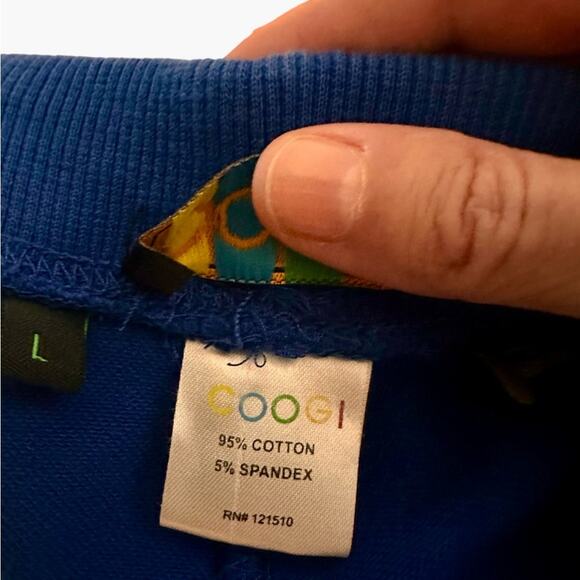 L
COOGI
95% COTTON
5% SPANDEX
RN# 121510